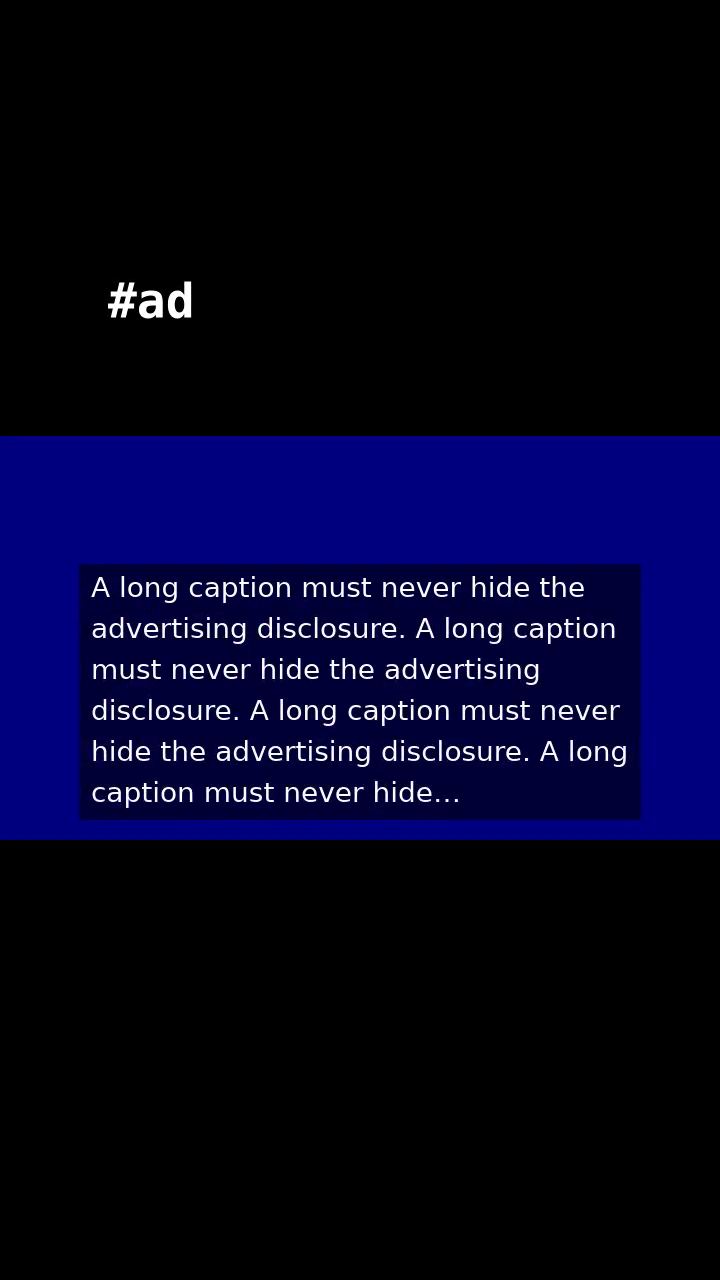 #ad
A long caption must never hide the
advertising disclosure. A long caption
must never hide the advertising
disclosure. A long caption must never
hide the advertising disclosure. A long
caption must never hide…